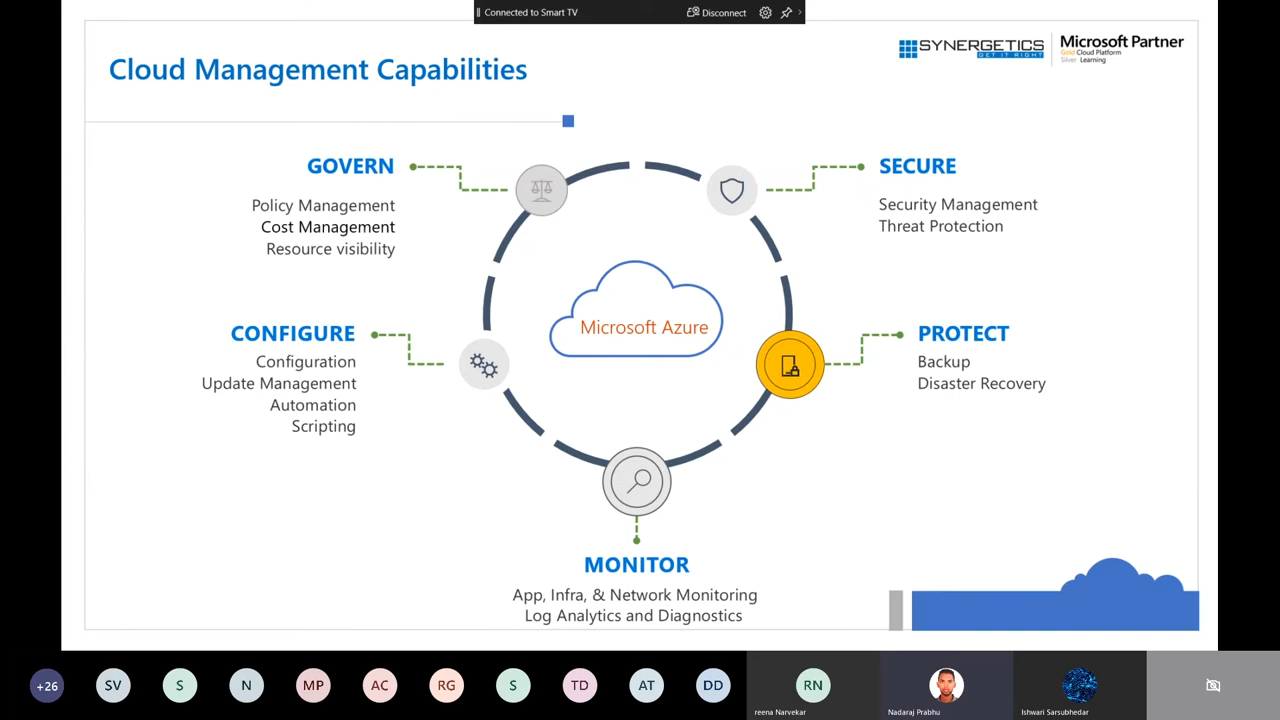 Connected to Smart TV
Disconnect
Cloud Management Capabilities
SYNERGETICS
GET IT RIGHT
Microsoft Partner
Gold Cloud Platform
Silver Learning
GOVERN
Policy Management
Cost Management
Resource visibility
SECURE
Security Management
Threat Protection
Microsoft Azure
CONFIGURE
Configuration
Update Management
Automation
Scripting
PROTECT
Backup
Disaster Recovery
MONITOR
App, Infra, & Network Monitoring
Log Analytics and Diagnostics
+26
SV
S
N
MP
AC
RG
S
TD
AT
DD
RN
reena Narvekar
Nadaraj Prabhu
Ishwari Sarsubhedar